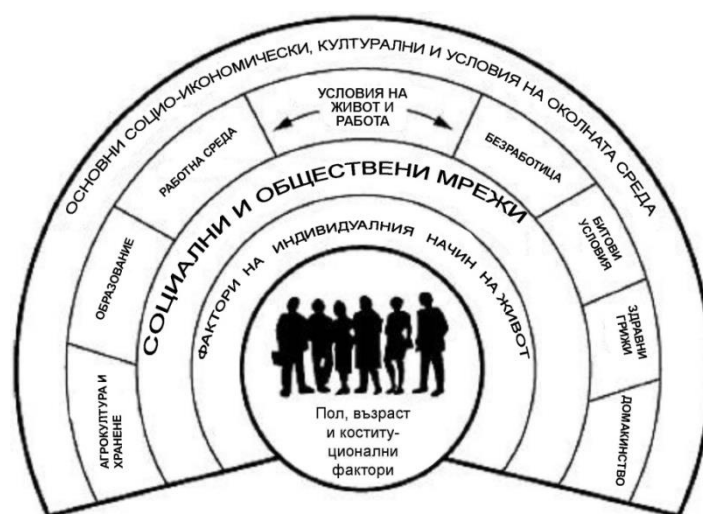 ОСНОВНИ СОЦИО-ИКОНОМИЧЕСКИ, КУЛТУРАЛНИ И УСЛОВИЯ НА ОКОЛНАТА СРЕДА
УСЛОВИЯ НА
ЖИВОТ И
РАБОТА
РАБОТНА СРЕДА
БЕЗРАБОТИЦА
ОБРАЗОВАНИЕ
БИТОВИ
УСЛОВИЯ
АГРОКУЛТУРА И
ХРАНЕНЕ
ЗДРАВНИ
ГРИЖИ
ДОМАКИНСТВО
СОЦИАЛНИ И ОБЩЕСТВЕНИ МРЕЖИ
ФАКТОРИ НА ИНДИВИДУАЛНИЯ НАЧИН НА ЖИВОТ
Пол, възраст
и коститу-
ционални
фактори